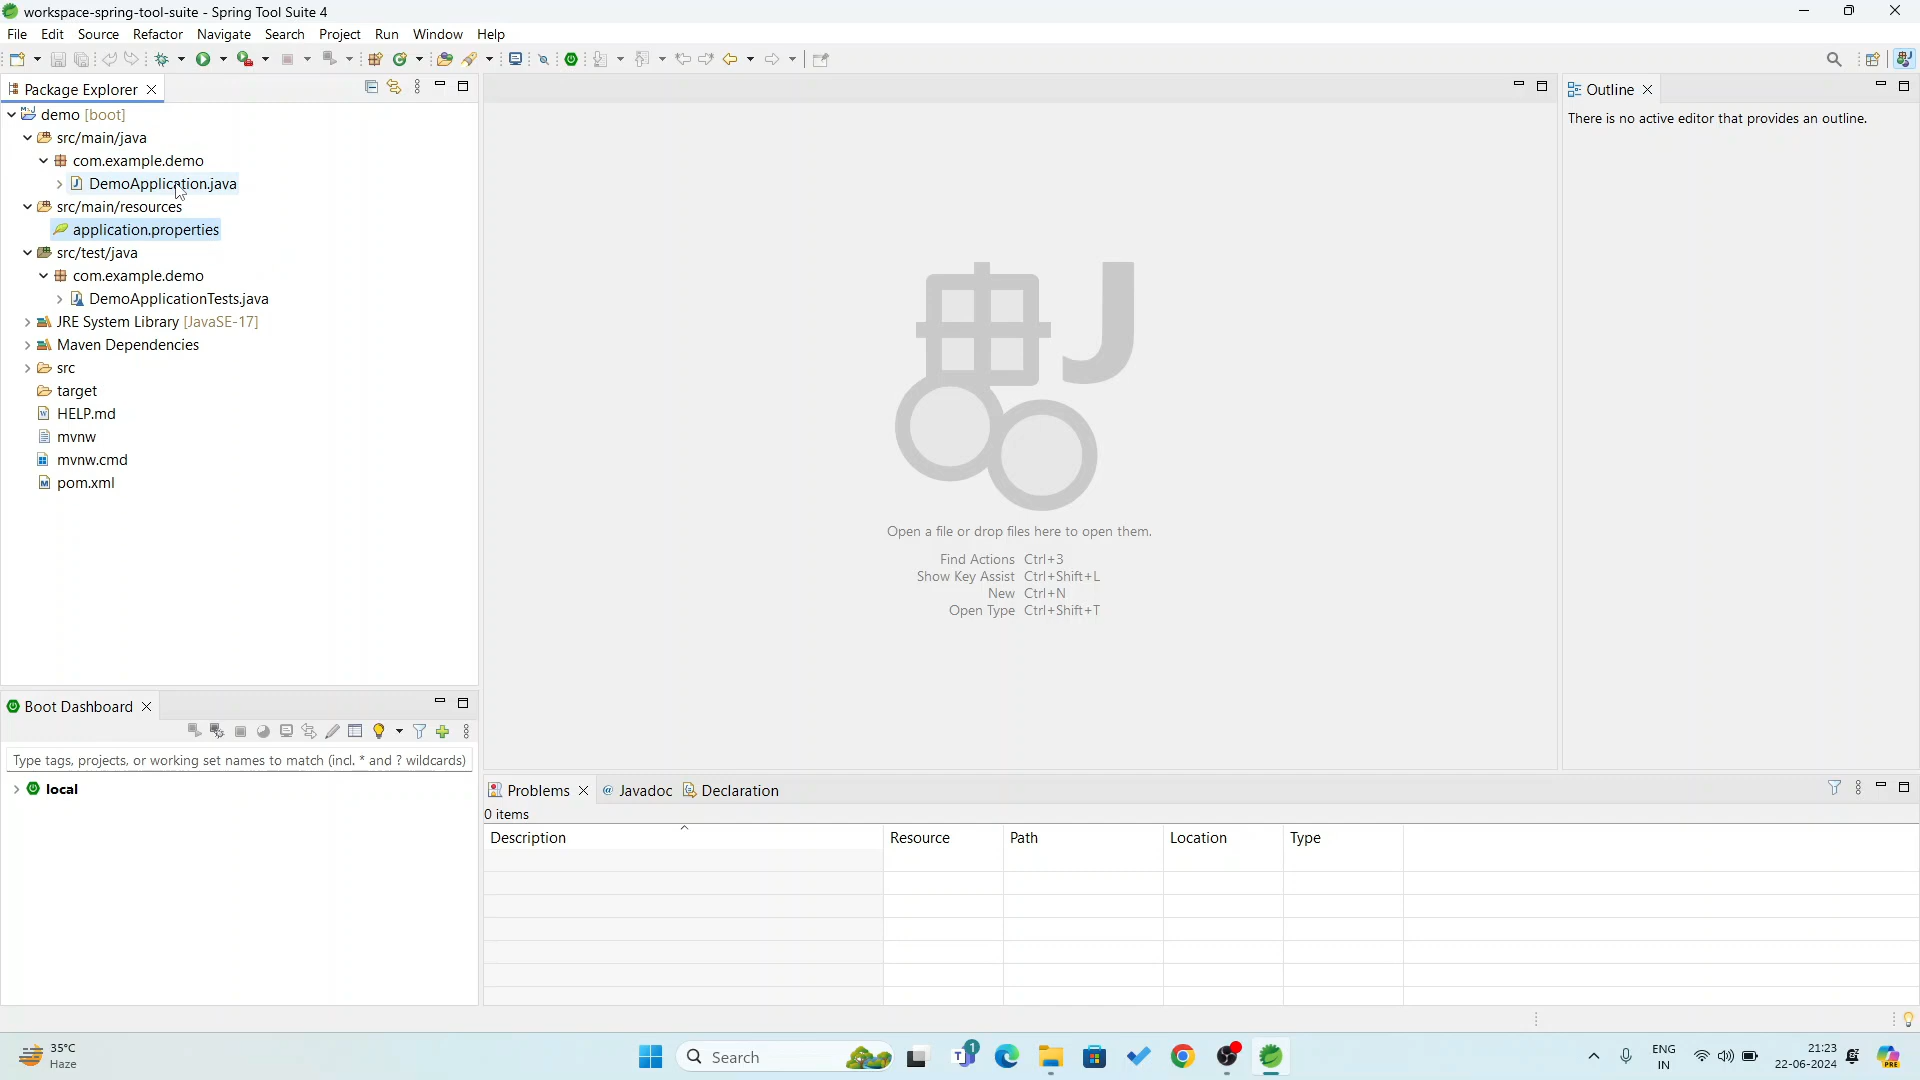 workspace-spring-tool-suite - Spring Tool Suite 4
File Edit Source Refactor Navigate Search Project Run Window Help
Package Explorer
demo [boot]
src/main/java
com.example.demo
DemoApplication.java
src/main/resources
application.properties
src/test/java
com.example.demo
DemoApplicationTests.java
JRE System Library [JavaSE-17]
Maven Dependencies
src
target
HELP.md
mvnw
mvnw.cmd
pom.xml
J
Open a file or drop files here to open them.
Find Actions Ctrl+3
Show Key Assist Ctrl+Shift+L
New Ctrl+N
Open Type Ctrl+Shift+T
Outline
There is no active editor that provides an outline.
Boot Dashboard
Type tags, projects, or working set names to match (incl. * and ? wildcards)
local
Problems @ Javadoc Declaration
0 items
Description Resource Path Location Type
35°C
Haze
Search
1
ENG
IN
21:23
22-06-2024
PRE